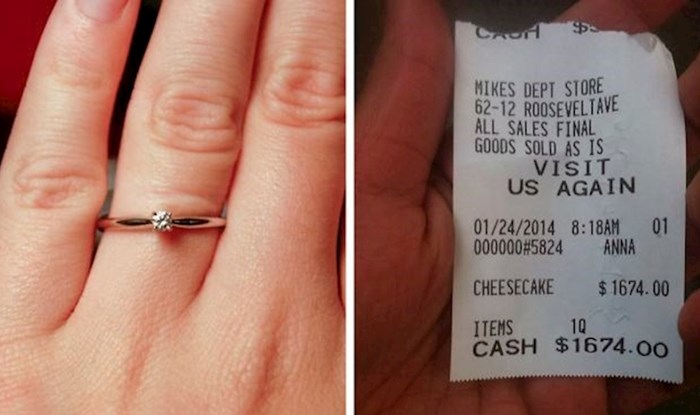 CASH
MIKES DEPT STORE
62-12 ROOSEVELTAVE
ALL SALES FINAL
GOODS SOLD AS IS
VISIT
US AGAIN
01/24/2014 8:18AM 01
000000#5824 ANNA
CHEESECAKE $1674.00
ITEMS 1Q
CASH $1674.00